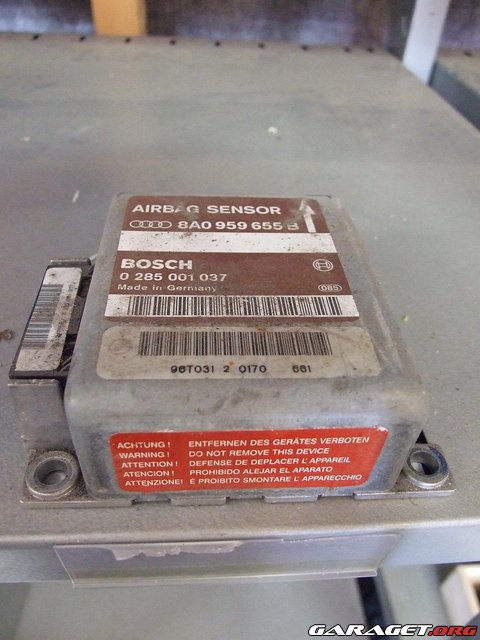 AIRBAG SENSOR
8A0 959 655 B
BOSCH
0 285 001 037
Made in Germany
085
96T031 2 0170 661
ACHTUNG! ENTFERNEN DES GERÄTES VERBOTEN
WARNING! DO NOT REMOVE THIS DEVICE
ATTENTION! DEFENSE DE DEPLACER L'APPAREIL
ATENCION! PROHIBIDO ALEJAR EL APARATO
ATTENZIONE! É PROIBITO SMONTARE L'APPARECCHIO
GARAGET.ORG